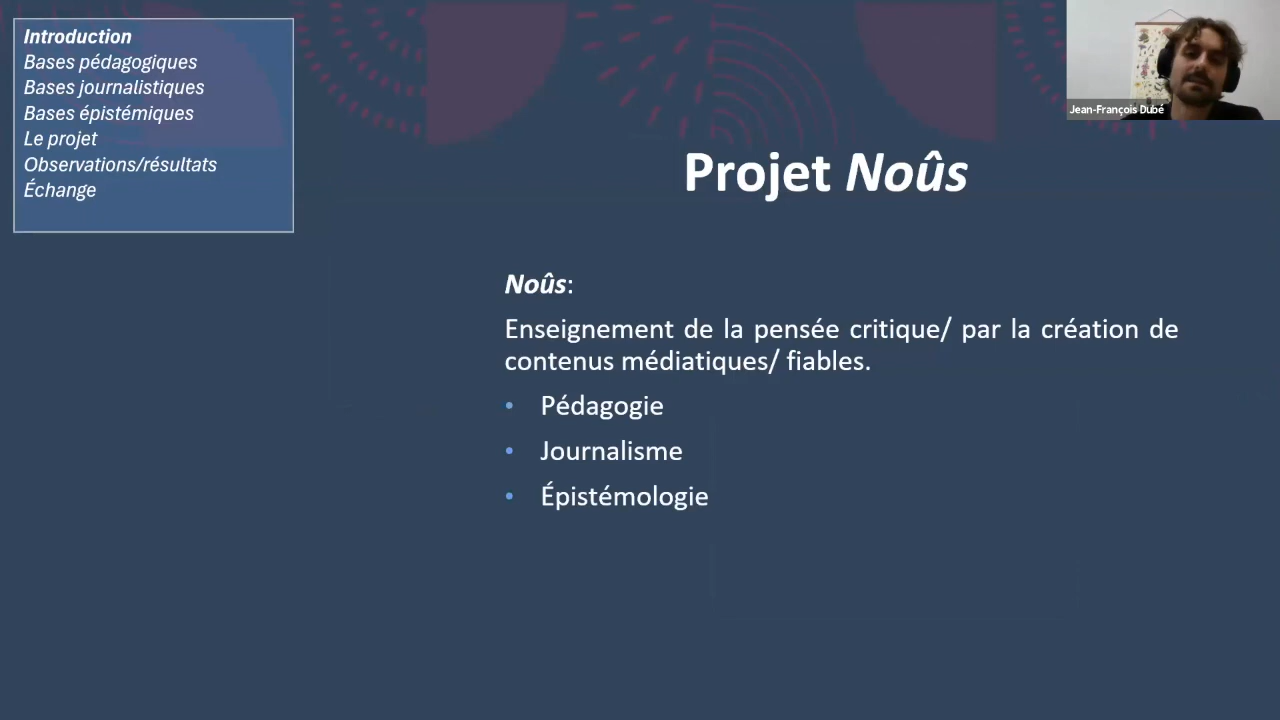 Introduction
Bases pédagogiques
Bases journalistiques
Bases épistémiques
Le projet
Observations/résultats
Échange
Jean-François Dubé
Projet Noûs
Noûs:
Enseignement de la pensée critique/ par la création de
contenus médiatiques/ fiables.
• Pédagogie
• Journalisme
• Épistémologie